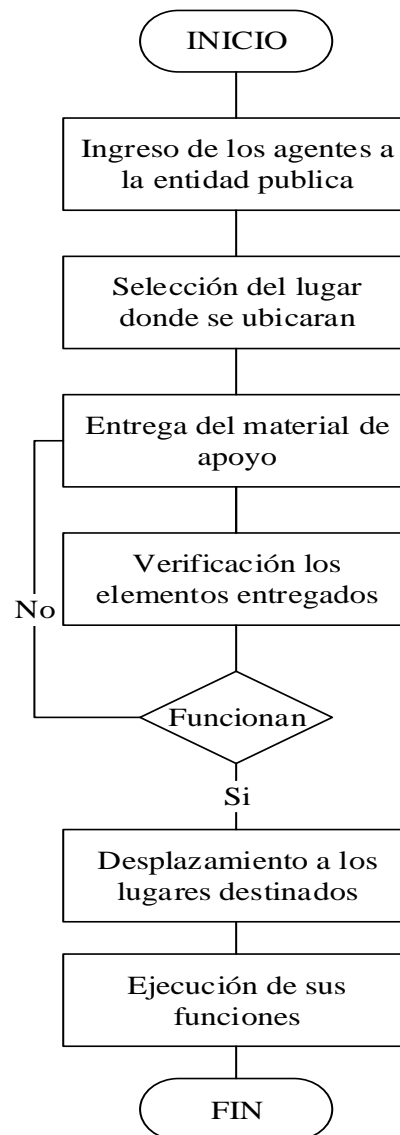 INICIO
Ingreso de los agentes a
la entidad publica
Selección del lugar
donde se ubicaran
Entrega del material de
apoyo
Verificación los
elementos entregados
No
Funcionan
Si
Desplazamiento a los
lugares destinados
Ejecución de sus
funciones
FIN